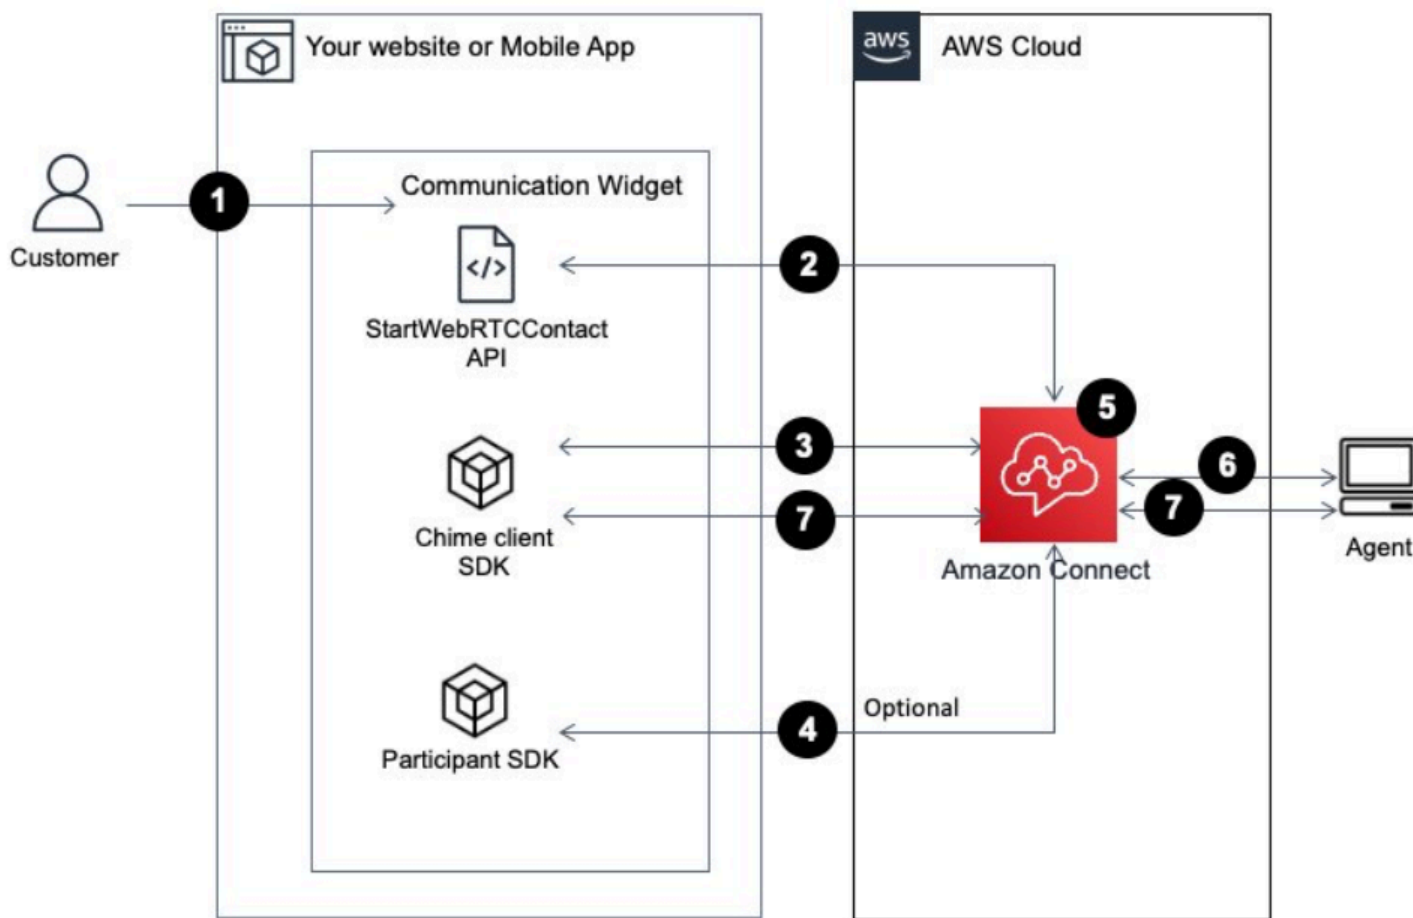 Your website or Mobile App
aws
AWS Cloud
Communication Widget
1
Customer
</>
2
StartWebRTCContact
API
5
3
6
7
7
Chime client
SDK
Amazon Connect
Agent
Optional
4
Participant SDK